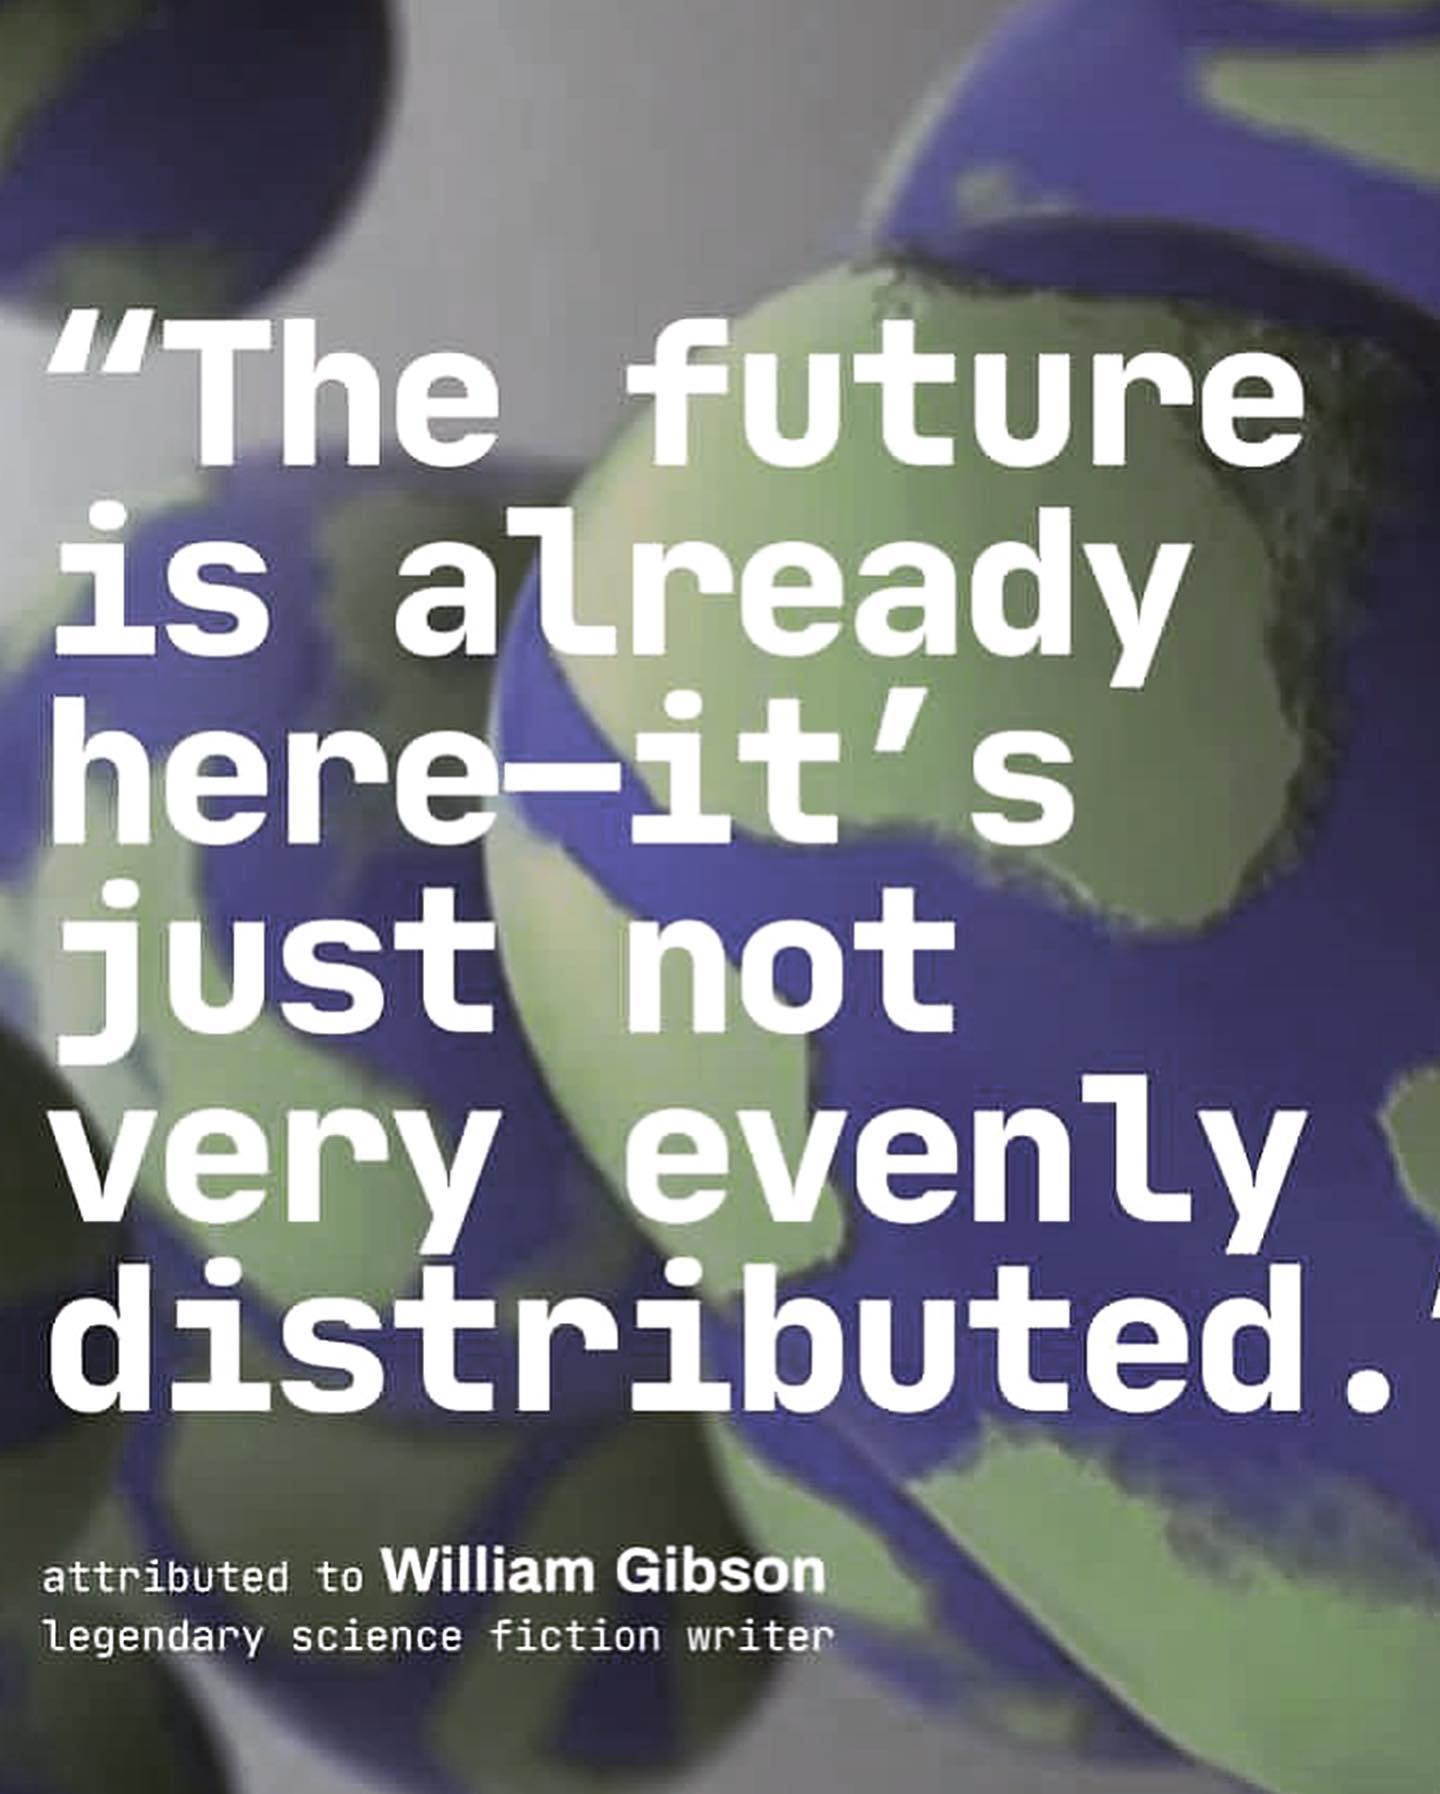 “The future
is already
here—it’s
just not
very evenly
distributed.”
attributed to William Gibson
legendary science fiction writer